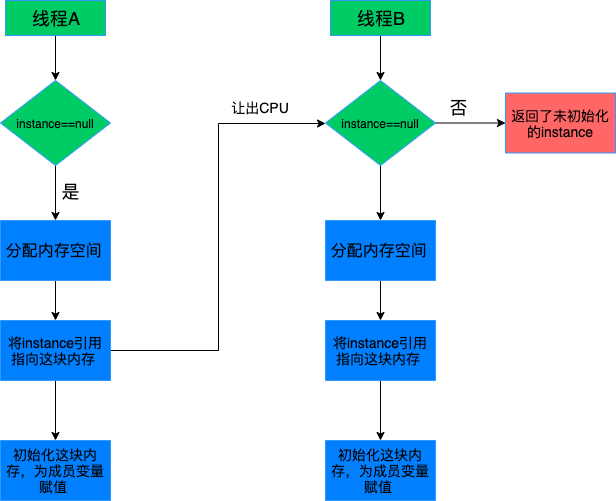 线程A
instance==null
是
分配内存空间
将instance引用
指向这块内存
初始化这块内
存，为成员变量
赋值
让出CPU
线程B
instance==null
否
返回了未初始化
的instance
分配内存空间
将instance引用
指向这块内存
初始化这块内
存，为成员变量
赋值